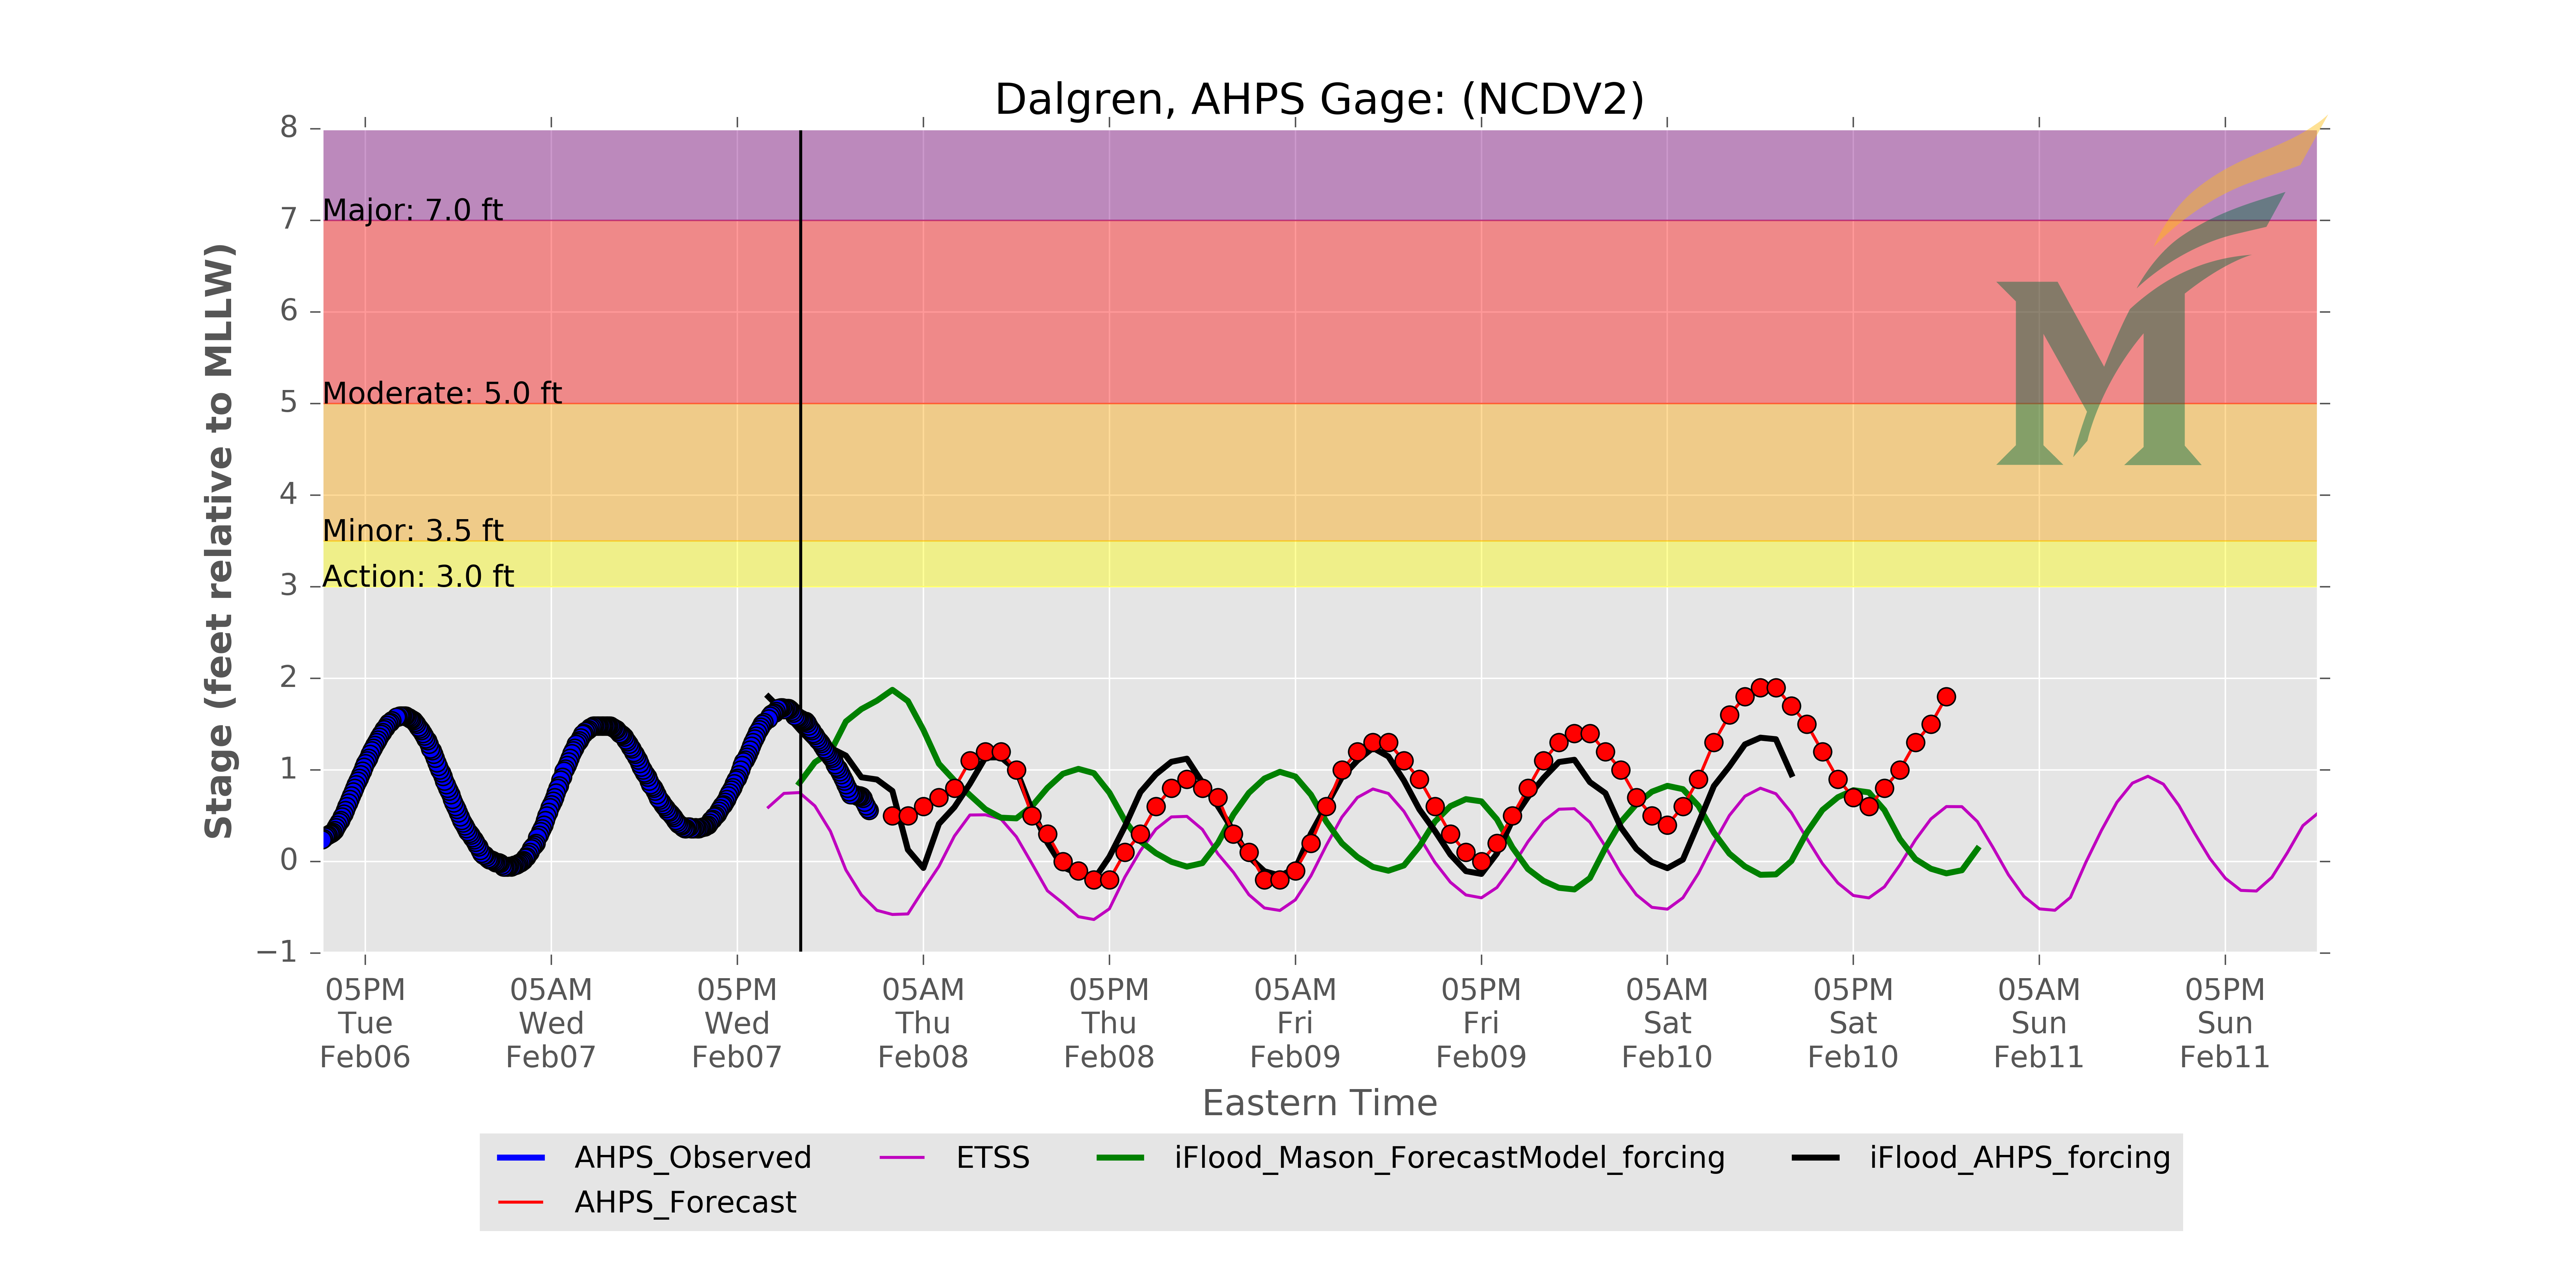 Dalgren, AHPS Gage: (NCDV2)
8
7
6
5
4
3
2
1
0
−1
Stage (feet relative to MLLW)
Major: 7.0 ft
Moderate: 5.0 ft
Minor: 3.5 ft
Action: 3.0 ft
M
05PM 05AM 05PM 05AM 05PM 05AM 05PM 05AM 05PM 05AM 05PM
Tue Wed Wed Thu Thu Fri Fri Sat Sat Sun Sun
Feb06 Feb07 Feb07 Feb08 Feb08 Feb09 Feb09 Feb10 Feb10 Feb11 Feb11
Eastern Time
AHPS_Observed ETSS iFlood_Mason_ForecastModel_forcing iFlood_AHPS_forcing
AHPS_Forecast